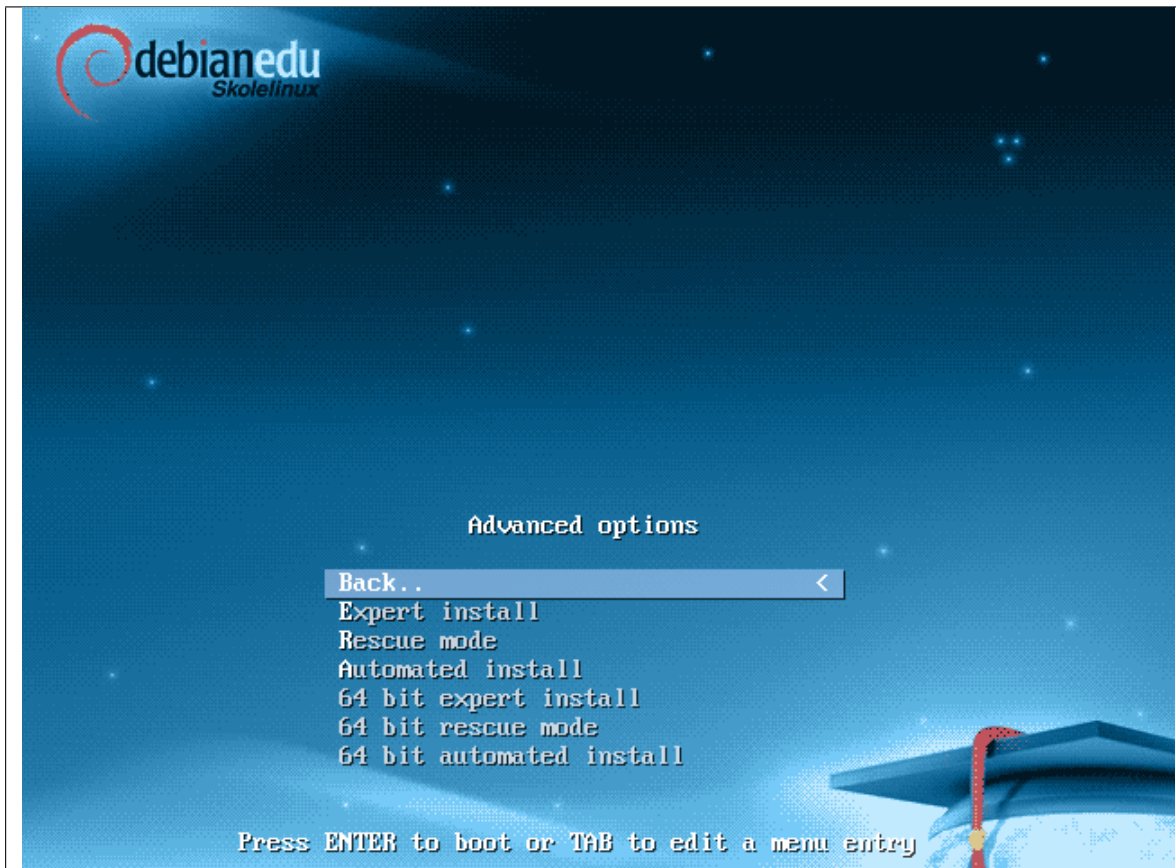 debianedu
Skolelinux
Advanced options
Back.. <
Expert install
Rescue mode
Automated install
64 bit expert install
64 bit rescue mode
64 bit automated install
Press ENTER to boot or TAB to edit a menu entry